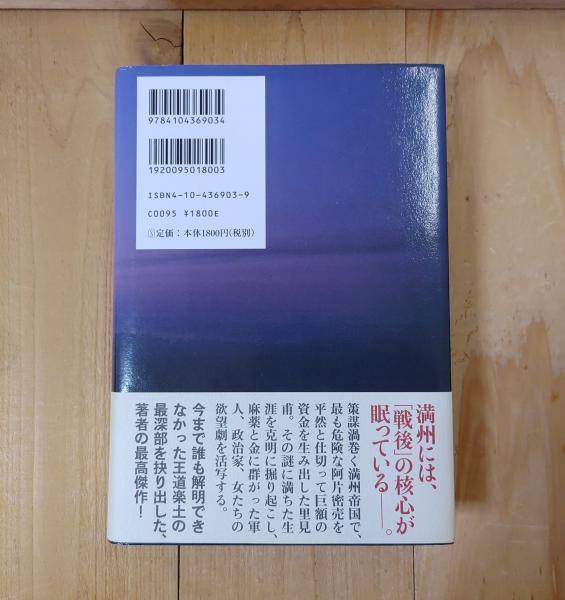 9784104369034
1920095018003
ISBN4-10-436903-9
C0095 ¥1800E
Ⓢ定価：本体1800円(税別)
満州には、
「戦後」の核心が
眠っている――。
策謀渦巻く満州帝国で、
最も危険な阿片密売を
平然と仕切って巨額の
資金を生み出した里見
甫。その謎に満ちた生
涯を克明に掘り起こし、
麻薬と金に群がった軍
人、政治家、女たちの
欲望劇を活写する。
今まで誰も解明でき
なかった王道楽土の
最深部を抉り出した、
著者の最高傑作！